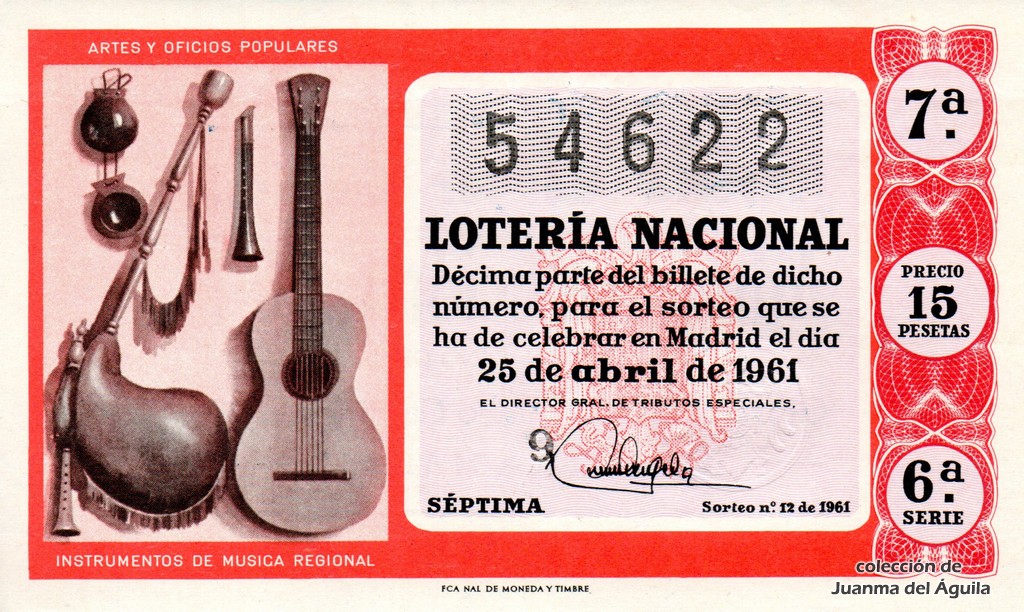 ARTES Y OFICIOS POPULARES
INSTRUMENTOS DE MUSICA REGIONAL
54622
LOTERÍA NACIONAL
Décima parte del billete de dicho
número, para el sorteo que se
ha de celebrar en Madrid el día
25 de abril de 1961
EL DIRECTOR GRAL. DE TRIBUTOS ESPECIALES,
9
SÉPTIMA
Sorteo nº. 12 de 1961
7ª.
PRECIO
15
PESETAS
6ª.
SERIE
FCA NAL DE MONEDA Y TIMBRE
colección de
Juanma del Águila